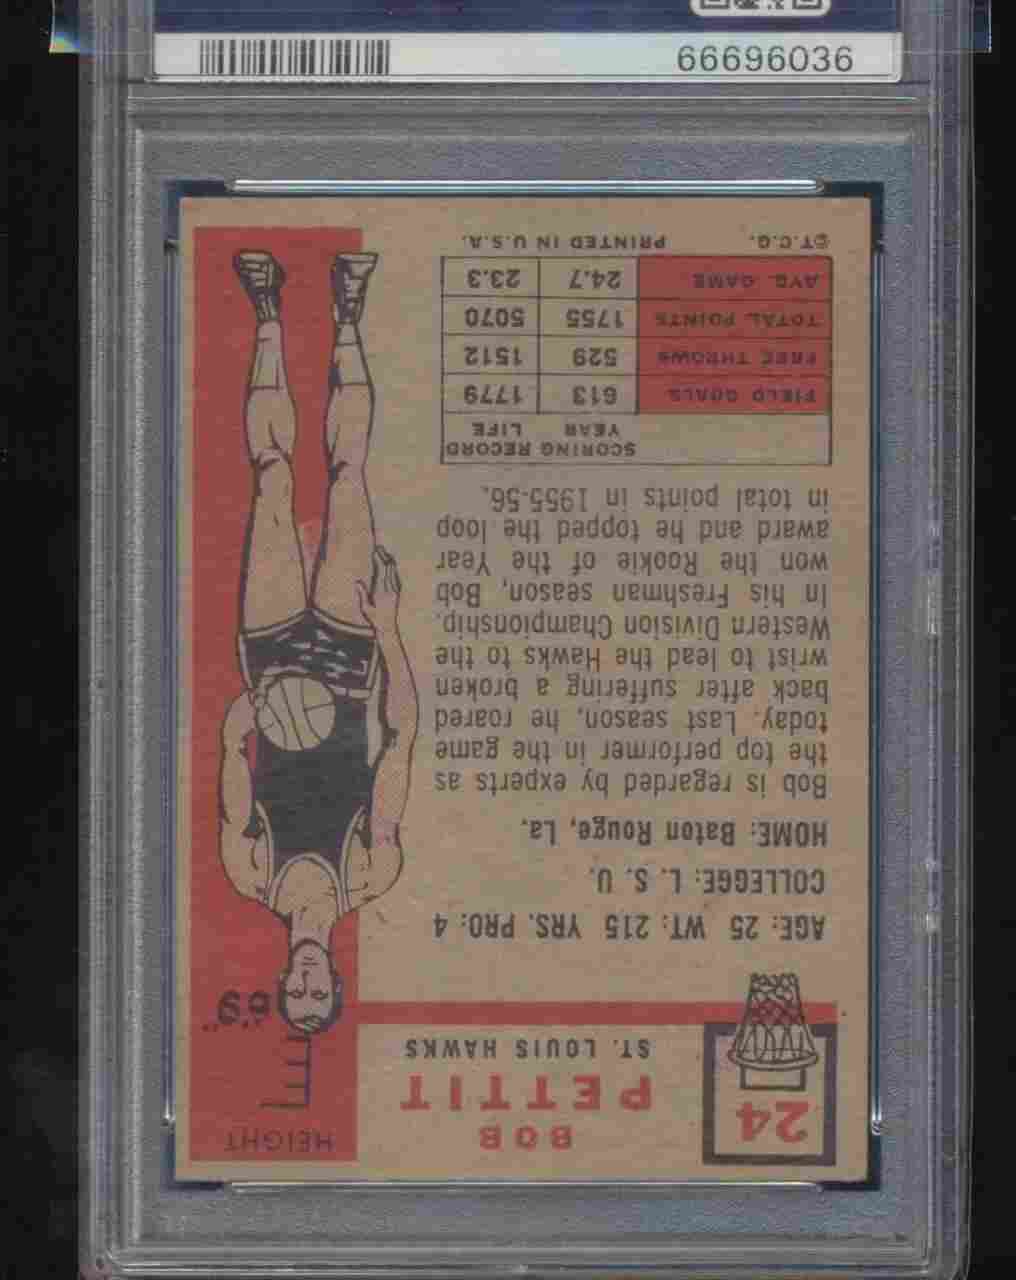 66696036
24
BOB
PETTIT
ST. LOUIS HAWKS
HEIGHT
6'9"
AGE: 25 WT: 215 YRS. PRO: 4
COLLEGGE: L. S. U.
HOME: Baton Rouge, La.
Bob is regarded by experts as
the top performer in the game
today. Last season, he roared
back after suffering a broken
wrist to lead the Hawks to the
Western Division Championship.
In his Freshman season, Bob
won the Rookie of the Year
award and he topped the loop
in total points in 1955-56.
SCORING RECORD
YEAR LIFE
FIELD GOALS 613 1779
FREE THROWS 529 1512
TOTAL POINTS 1755 5070
AVG. GAME 24.7 23.3
©T.C.G. PRINTED IN U.S.A.